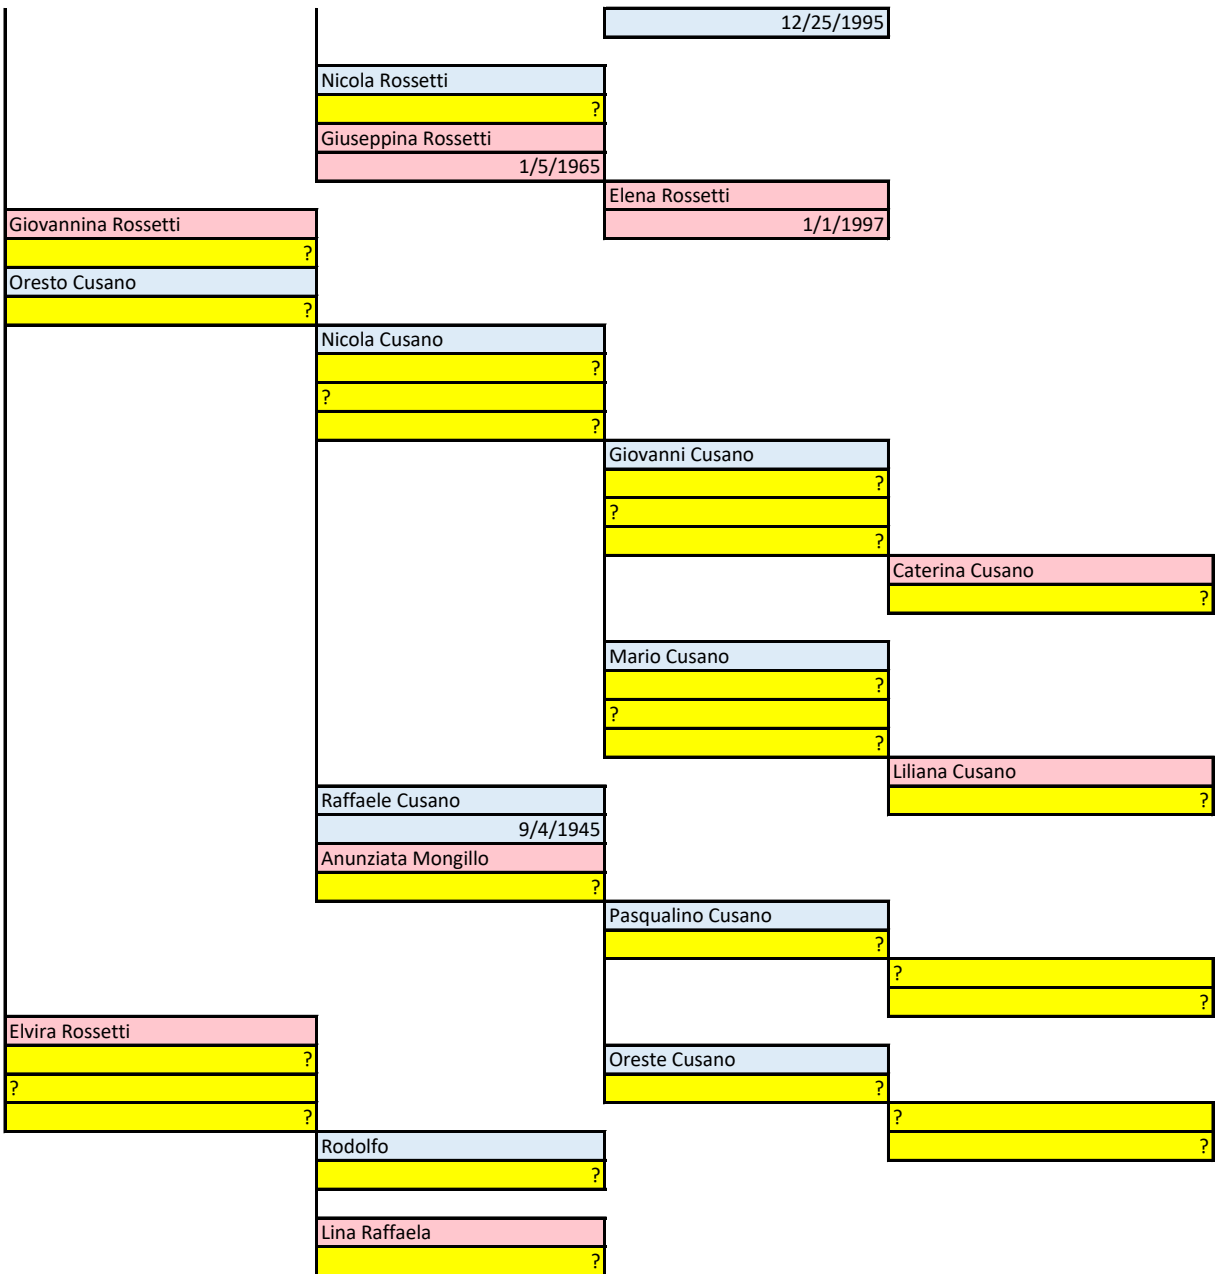 12/25/1995
Nicola Rossetti
?
Giuseppina Rossetti
1/5/1965
Elena Rossetti
Giovannina Rossetti
1/1/1997
?
Oresto Cusano
?
Nicola Cusano
?
?
?
Giovanni Cusano
?
?
?
Caterina Cusano
?
Mario Cusano
?
?
?
Liliana Cusano
Raffaele Cusano
?
9/4/1945
Anunziata Mongillo
?
Pasqualino Cusano
?
?
?
Elvira Rossetti
?
Oreste Cusano
?
?
?
?
Rodolfo
?
?
Lina Raffaela
?